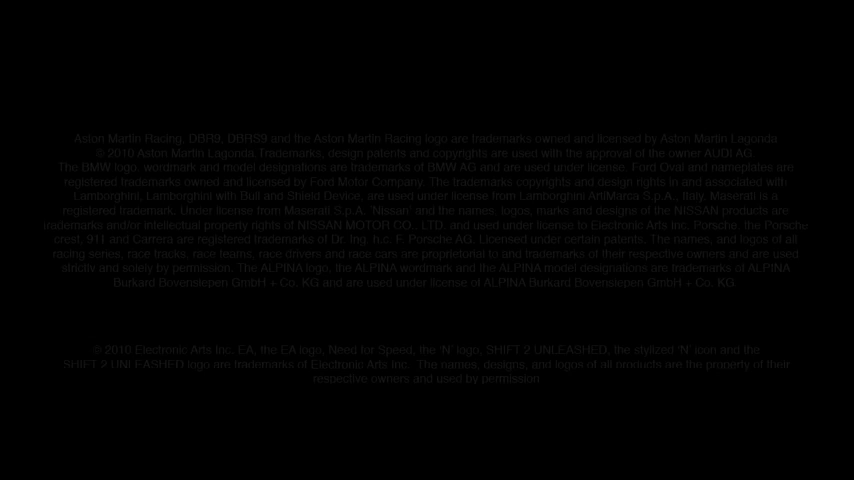 Aston Martin Racing, DBR9, DBRS9 and the Aston Martin Racing logo are trademarks owned and licensed by Aston Martin Lagonda
© 2010 Aston Martin Lagonda Trademarks, design patents and copyrights are used with the approval of the owner AUDI AG
The BMW logo, wordmark and model designations are trademarks of BMW AG and are used under license. Ford Oval and nameplates are
registered trademarks owned and licensed by Ford Motor Company. The trademarks copyrights and design rights in and associated with
Lamborghini, Lamborghini with Bull and Shield Device, are used under license from Lamborghini ArtiMarca S.p.A., Italy. Maserati is a
registered trademark. Under license from Maserati S.p.A. 'Nissan' and the names, logos, marks and designs of the NISSAN products are
trademarks and/or intellectual property rights of NISSAN MOTOR CO., LTD. and used under license to Electronic Arts Inc. Porsche, the Porsche
crest, 911 and Carrera are registered trademarks of Dr. Ing. h.c. F. Porsche AG. Licensed under certain patents. The names, and logos of all
racing series, race tracks, race teams, race drivers and race cars are proprietorial to and trademarks of their respective owners and are used
strictly and solely by permission. The ALPINA logo, the ALPINA wordmark and the ALPINA model designations are trademarks of ALPINA
Burkard Bovensiepen GmbH + Co. KG and are used under license of ALPINA Burkard Bovensiepen GmbH + Co. KG
© 2010 Electronic Arts Inc. EA, the EA logo, Need for Speed, the 'N' logo, SHIFT 2 UNLEASHED, the stylized 'N' icon and the
SHIFT 2 UNLEASHED logo are trademarks of Electronic Arts Inc. The names, designs, and logos of all products are the property of their
respective owners and used by permission